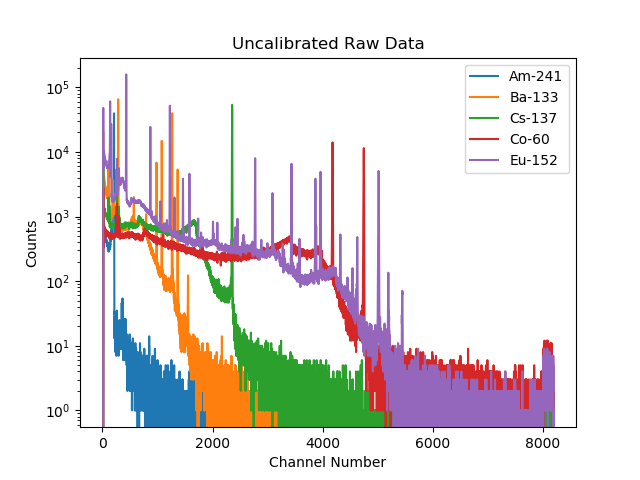 Uncalibrated Raw Data
Counts
10^5
10^4
10^3
10^2
10^1
10^0
0
2000
4000
6000
8000
Channel Number
Am-241
Ba-133
Cs-137
Co-60
Eu-152